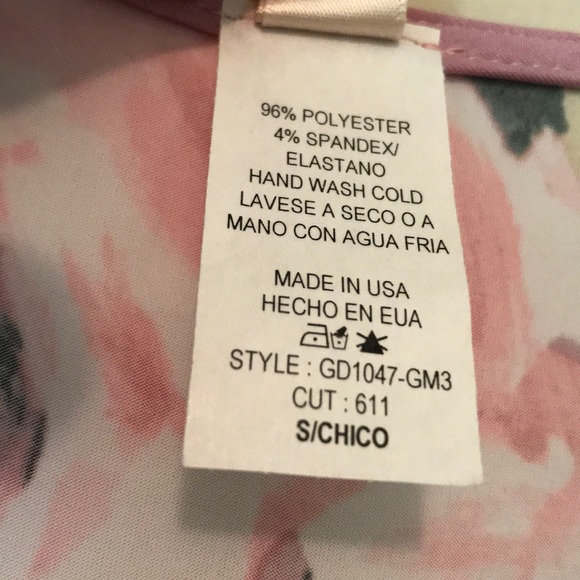 96% POLYESTER
4% SPANDEX/
ELASTANO
HAND WASH COLD
LAVESE A SECO O A
MANO CON AGUA FRIA
MADE IN USA
HECHO EN EUA
STYLE : GD1047-GM3
CUT : 611
S/CHICO